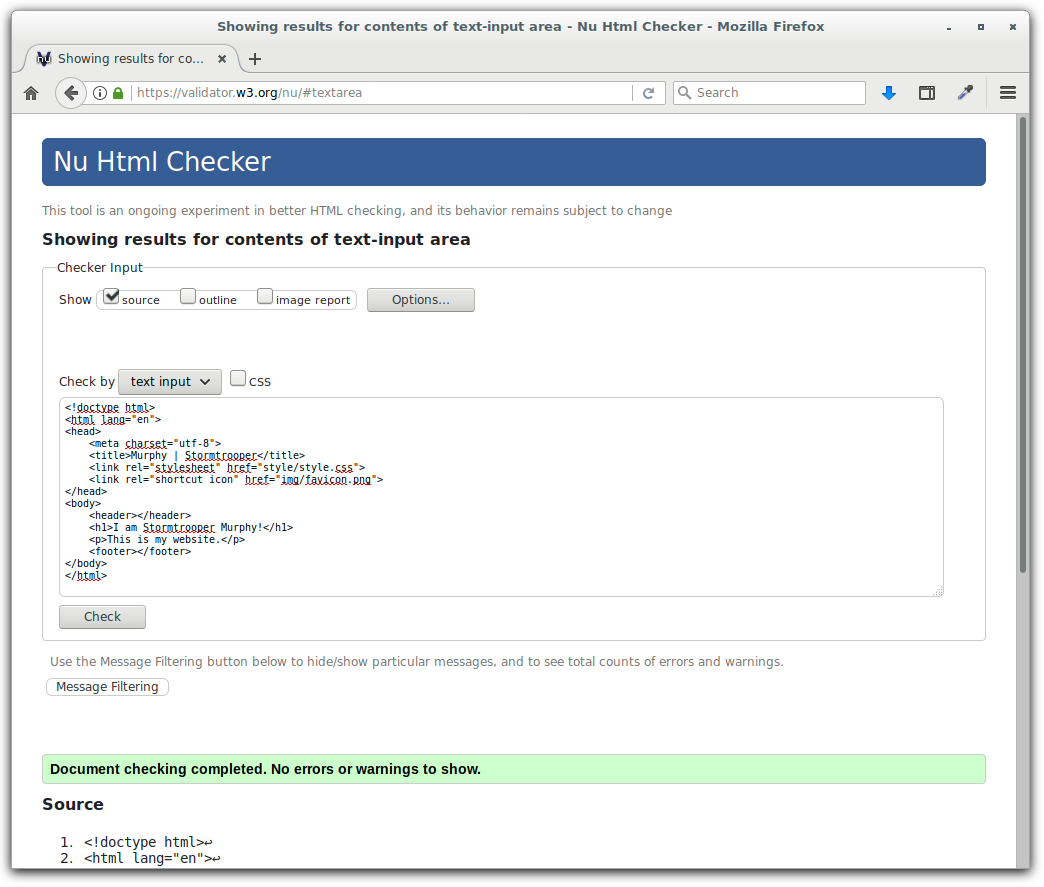 Showing results for contents of text-input area - Nu Html Checker - Mozilla Firefox
Showing results for co...
https://validator.w3.org/nu/#textarea
Search
Nu Html Checker
This tool is an ongoing experiment in better HTML checking, and its behavior remains subject to change
Showing results for contents of text-input area
Checker Input
Show source outline image report Options...
Check by text input CSS
<!doctype html>
<html lang="en">
<head>
    <meta charset="utf-8">
    <title>Murphy | Stormtrooper</title>
    <link rel="stylesheet" href="style/style.css">
    <link rel="shortcut icon" href="img/favicon.png">
</head>
<body>
    <header></header>
    <h1>I am Stormtrooper Murphy!</h1>
    <p>This is my website.</p>
    <footer></footer>
</body>
</html>
Check
Use the Message Filtering button below to hide/show particular messages, and to see total counts of errors and warnings.
Message Filtering
Document checking completed. No errors or warnings to show.
Source
1. <!doctype html>↩
2. <html lang="en">↩